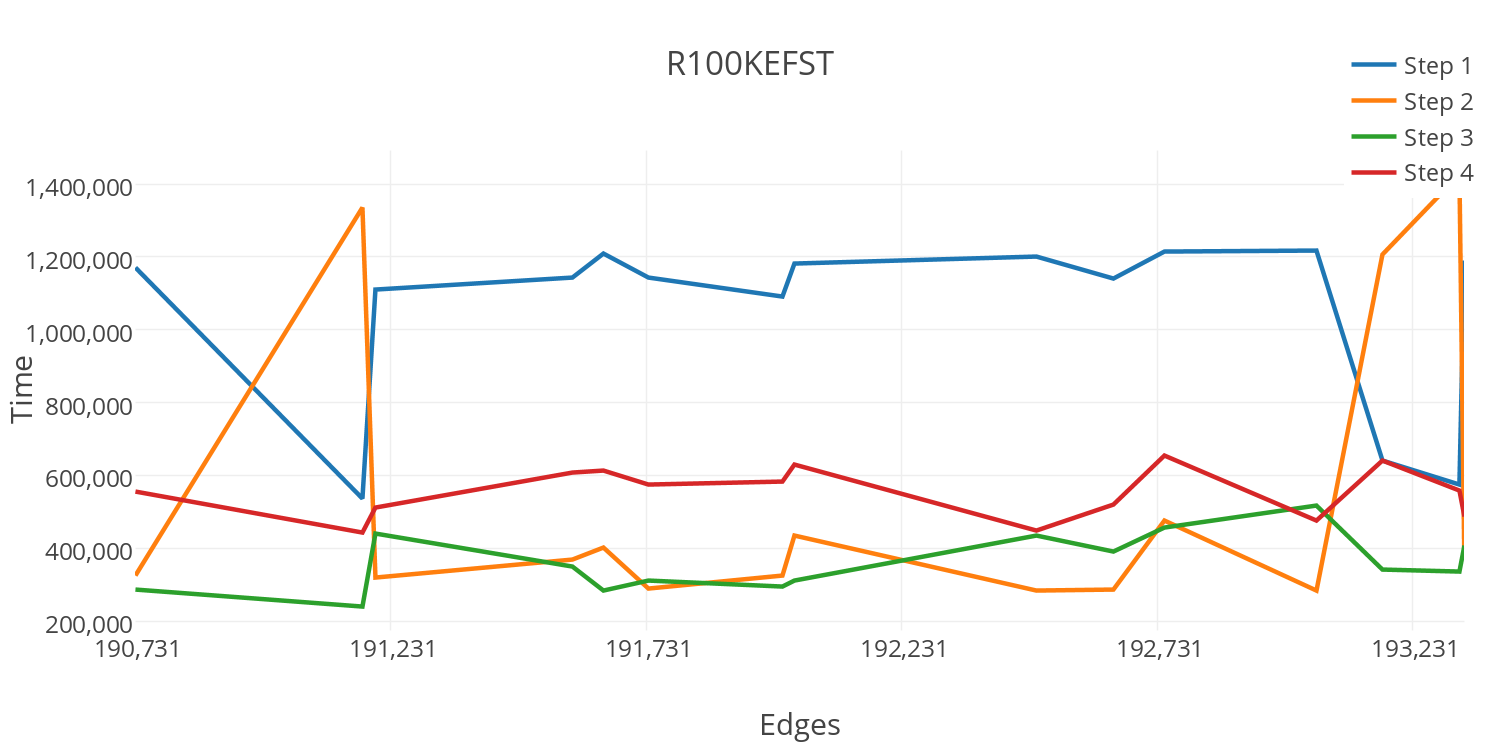 R100KEFST
Step 1
Step 2
Step 3
Step 4
1,400,000
1,200,000
1,000,000
800,000
600,000
400,000
200,000
Time
190,731
191,231
191,731
192,231
192,731
193,231
Edges